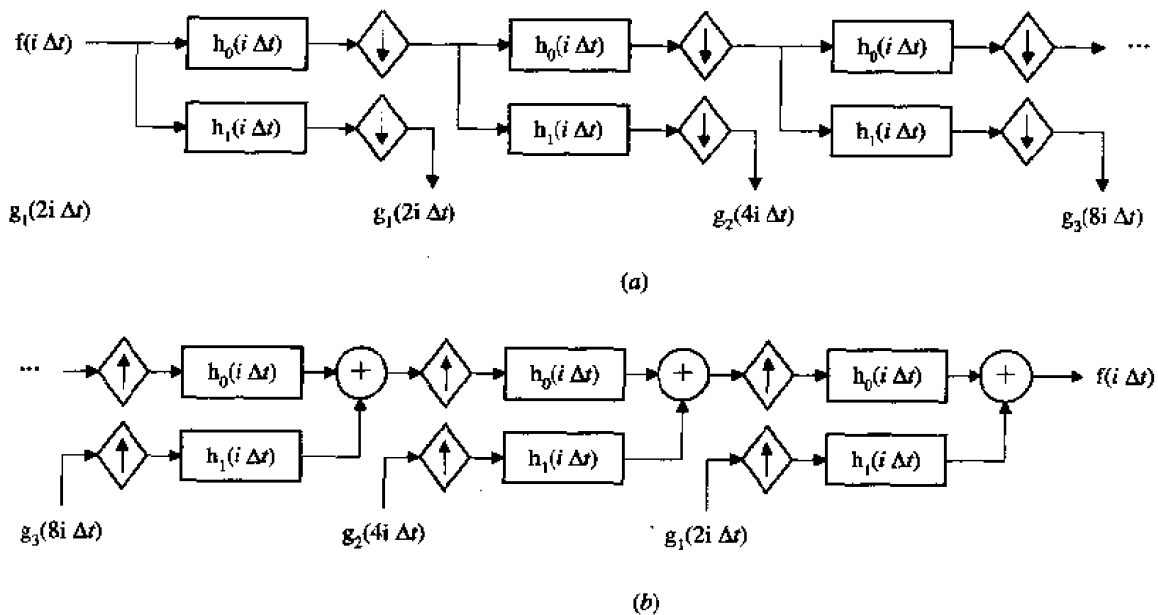 f(i Δt) h₀(i Δt) h₀(i Δt) h₀(i Δt) ...
h₁(i Δt) h₁(i Δt) h₁(i Δt)
g₁(2i Δt) g₁(2i Δt) g₂(4i Δt) g₃(8i Δt)
(a)
... h₀(i Δt) + h₀(i Δt) + h₀(i Δt) + f(i Δt)
h₁(i Δt) h₁(i Δt) h₁(i Δt)
g₃(8i Δt) g₂(4i Δt) g₁(2i Δt)
(b)